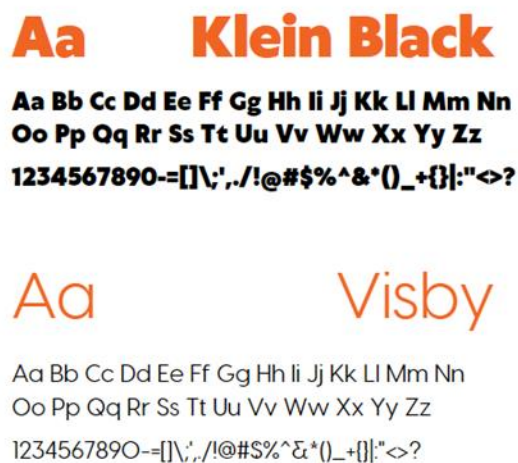 Aa Klein Black
Aa Bb Cc Dd Ee Ff Gg Hh Ii Jj Kk Ll Mm Nn
Oo Pp Qq Rr Ss Tt Uu Vv Ww Xx Yy Zz
1234567890-=[]\;',./!@#$%^&*()_+{}|:"<>?
Aa Visby
Aa Bb Cc Dd Ee Ff Gg Hh Ii Jj Kk Ll Mm Nn
Oo Pp Qq Rr Ss Tt Uu Vv Ww Xx Yy Zz
1234567890-=[]\;',./!@#$%^&*()_+{}|:"<>?